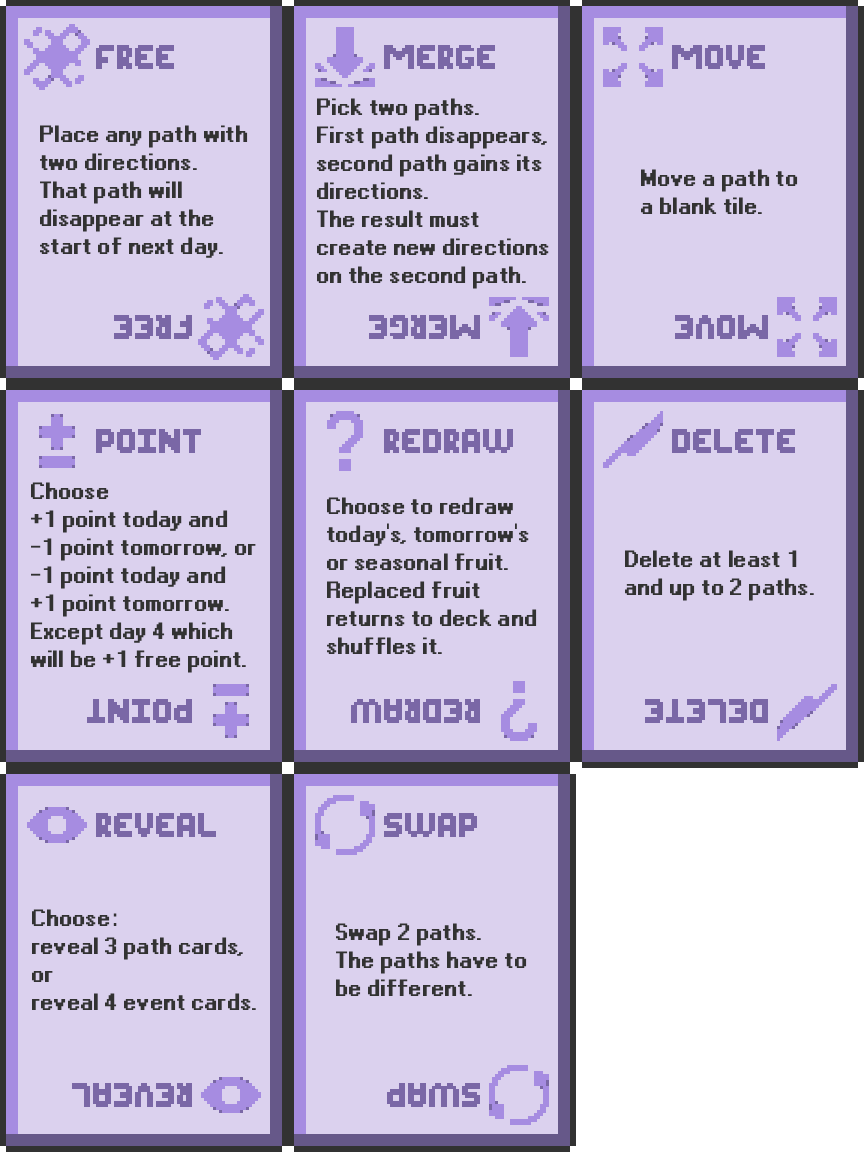 FREE
Place any path with
two directions.
That path will
disappear at the
start of next day.
FREE
MERGE
Pick two paths.
First path disappears,
second path gains its
directions.
The result must
create new directions
on the second path.
MERGE
MOVE
Move a path to
a blank tile.
MOVE
POINT
Choose
+1 point today and
-1 point tomorrow, or
-1 point today and
+1 point tomorrow.
Except day 4 which
will be +1 free point.
POINT
REDRAW
Choose to redraw
today's, tomorrow's
or seasonal fruit.
Replaced fruit
returns to deck and
shuffles it.
REDRAW
DELETE
Delete at least 1
and up to 2 paths.
DELETE
REVEAL
Choose:
reveal 3 path cards,
or
reveal 4 event cards.
REVEAL
SWAP
Swap 2 paths.
The paths have to
be different.
SWAP